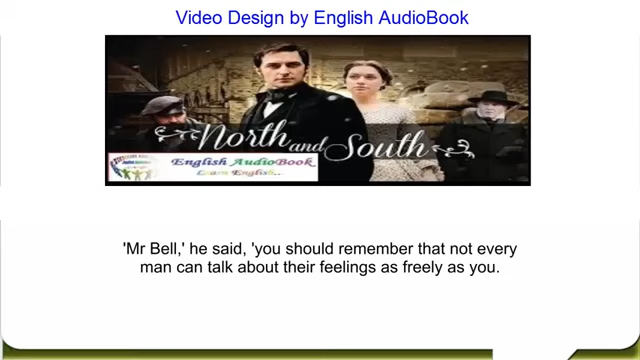 Video Design by English AudioBook
North and South
English AudioBook
Learn English...
'Mr Bell,' he said, 'you should remember that not every
man can talk about their feelings as freely as you.